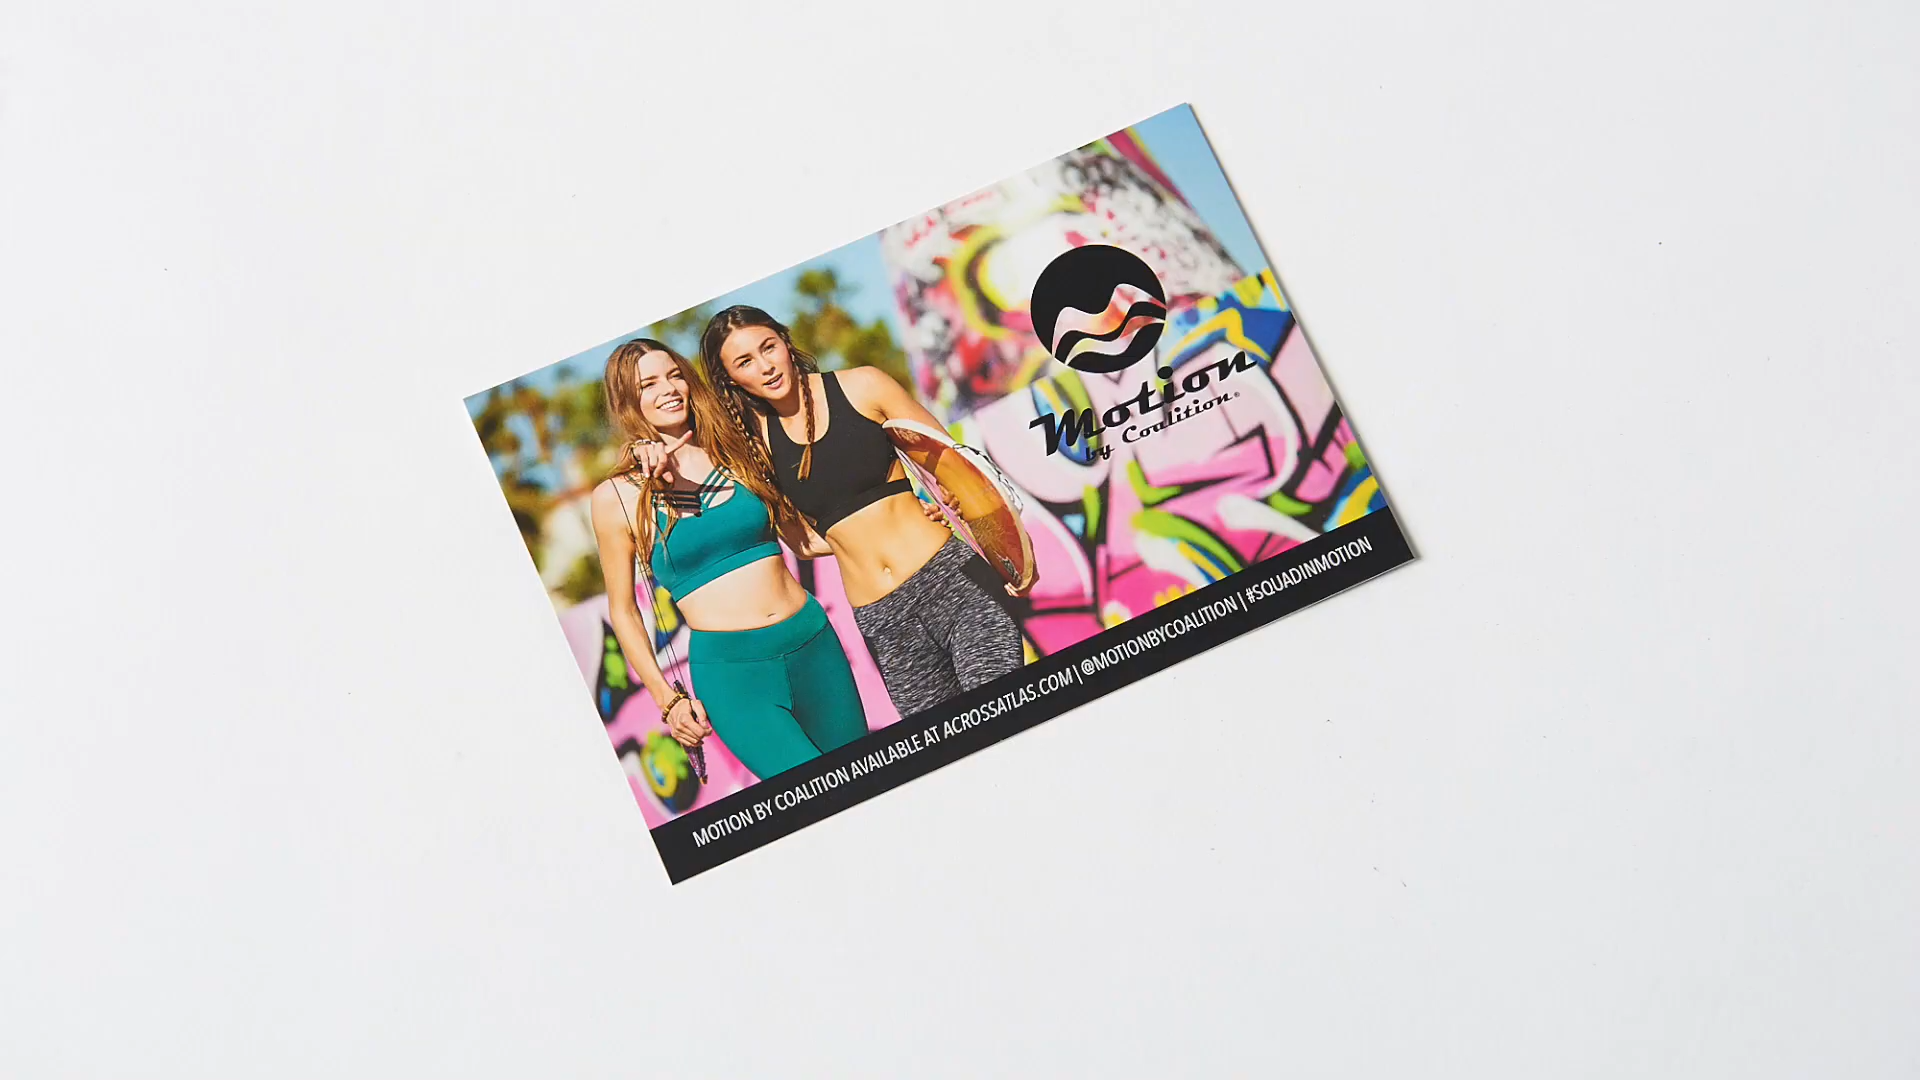 Motion
by Coalition®
MOTION BY COALITION AVAILABLE AT ACROSSATLAS.COM | @MOTIONBYCOALITION | #SQUADINMOTION